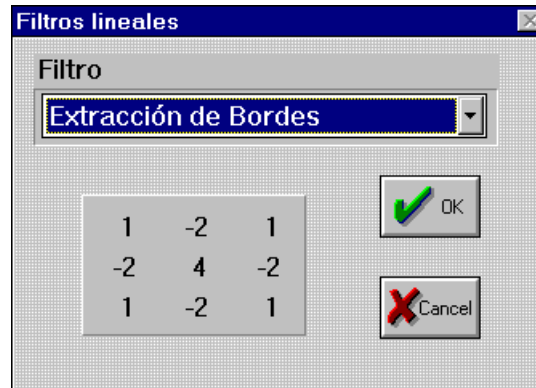 Filtros lineales
Filtro
Extracción de Bordes
1 -2 1
-2 4 -2
1 -2 1
OK
Cancel